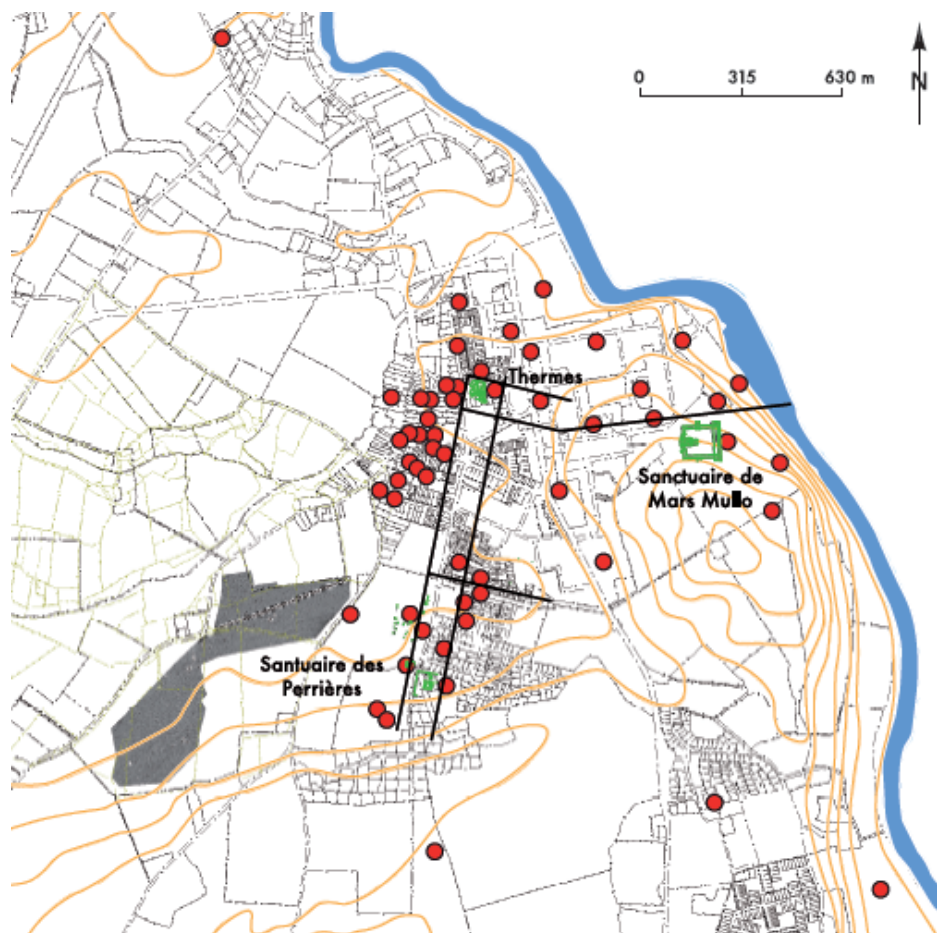 0 315 630 m
N
Thermes
Sanctuaire de
Mars Mullo
Santuaire des
Perrières